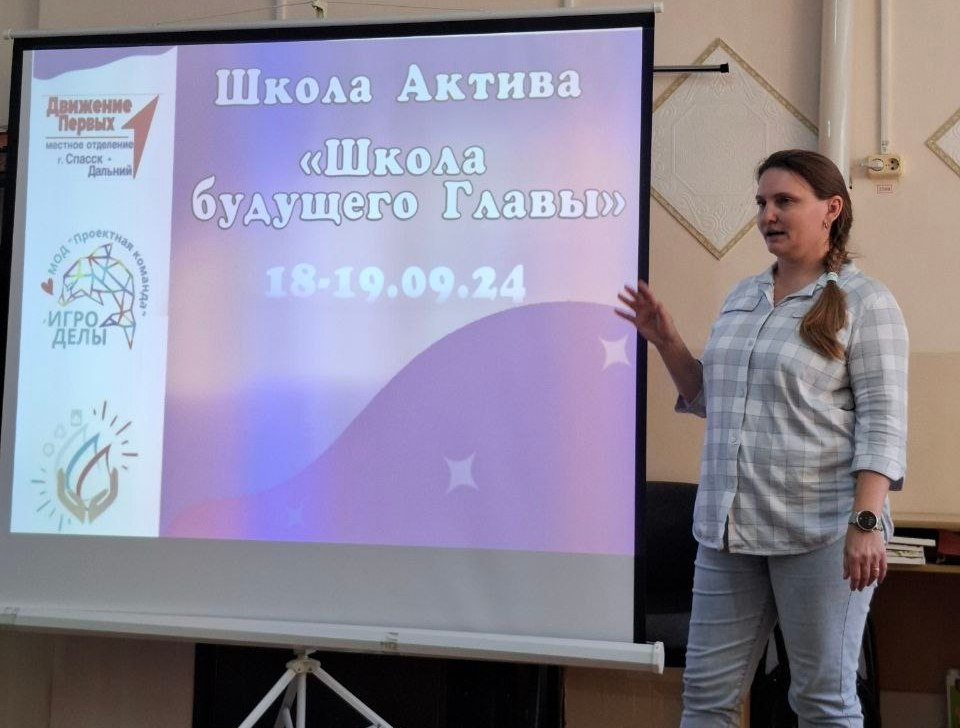 Школа Актива
«Школа
будущего Главы»
18-19.09.24
Движение
Первых
местное отделение
г. Спасск -
Дальний
МОД "Проектная команда"
ИГРО
ДЕЛЫ